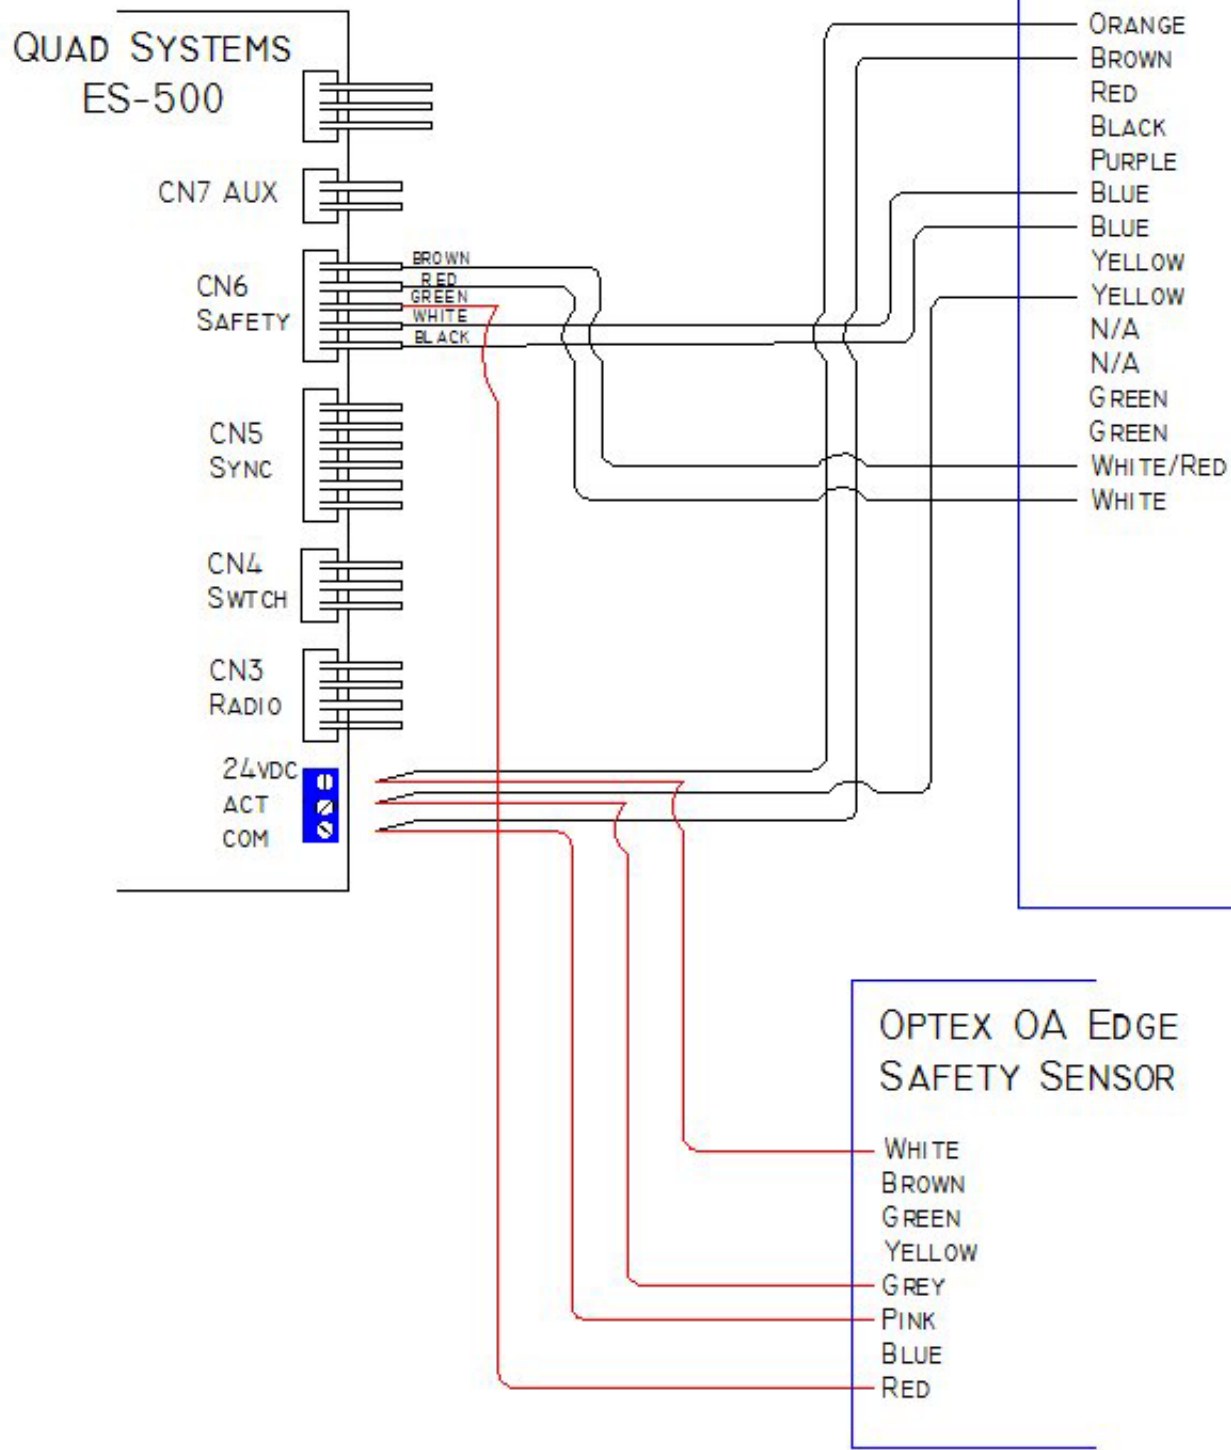 QUAD SYSTEMS
ES-500
CN7 AUX
CN6
SAFETY
BROWN
RED
GREEN
WHITE
BLACK
CN5
SYNC
CN4
SWTCH
CN3
RADIO
24VDC
ACT
COM
ORANGE
BROWN
RED
BLACK
PURPLE
BLUE
BLUE
YELLOW
YELLOW
N/A
N/A
GREEN
GREEN
WHITE/RED
WHITE
OPTEX OA EDGE
SAFETY SENSOR
WHITE
BROWN
GREEN
YELLOW
GREY
PINK
BLUE
RED